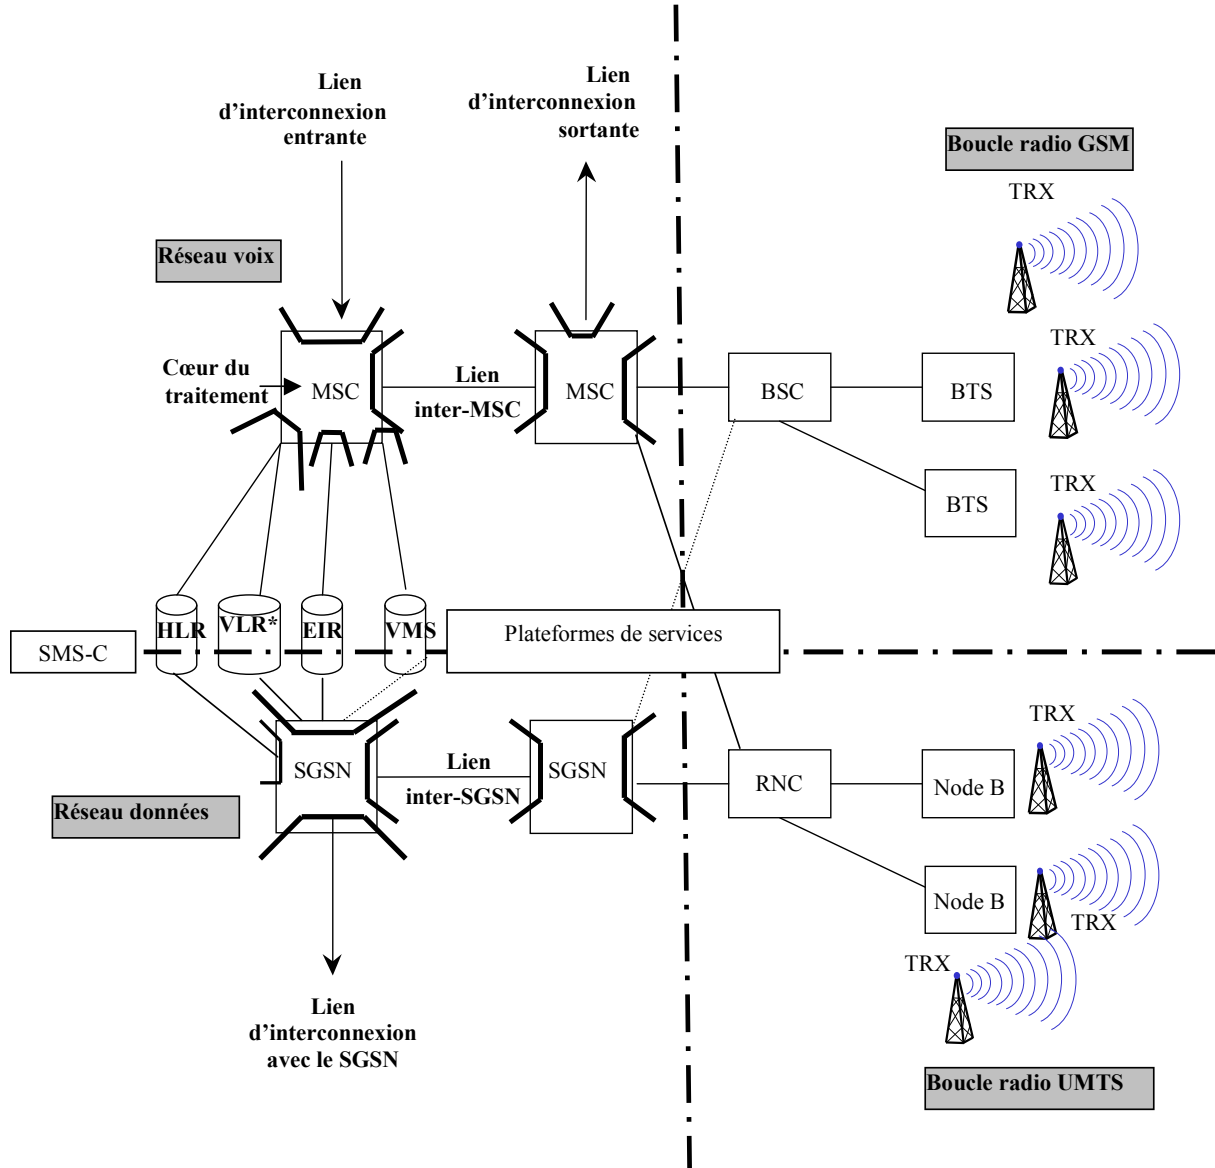 Lien
d'interconnexion
entrante
Lien
d'interconnexion
sortante
Boucle radio GSM
TRX
Réseau voix
Cœur du
traitement
MSC
Lien
inter-MSC
MSC
BSC
BTS
TRX
BTS
TRX
HLR
VLR*
EIR
VMS
Plateformes de services
SMS-C
SGSN
Lien
inter-SGSN
SGSN
RNC
Node B
TRX
Réseau données
Node B
TRX
TRX
Lien
d'interconnexion
avec le SGSN
Boucle radio UMTS